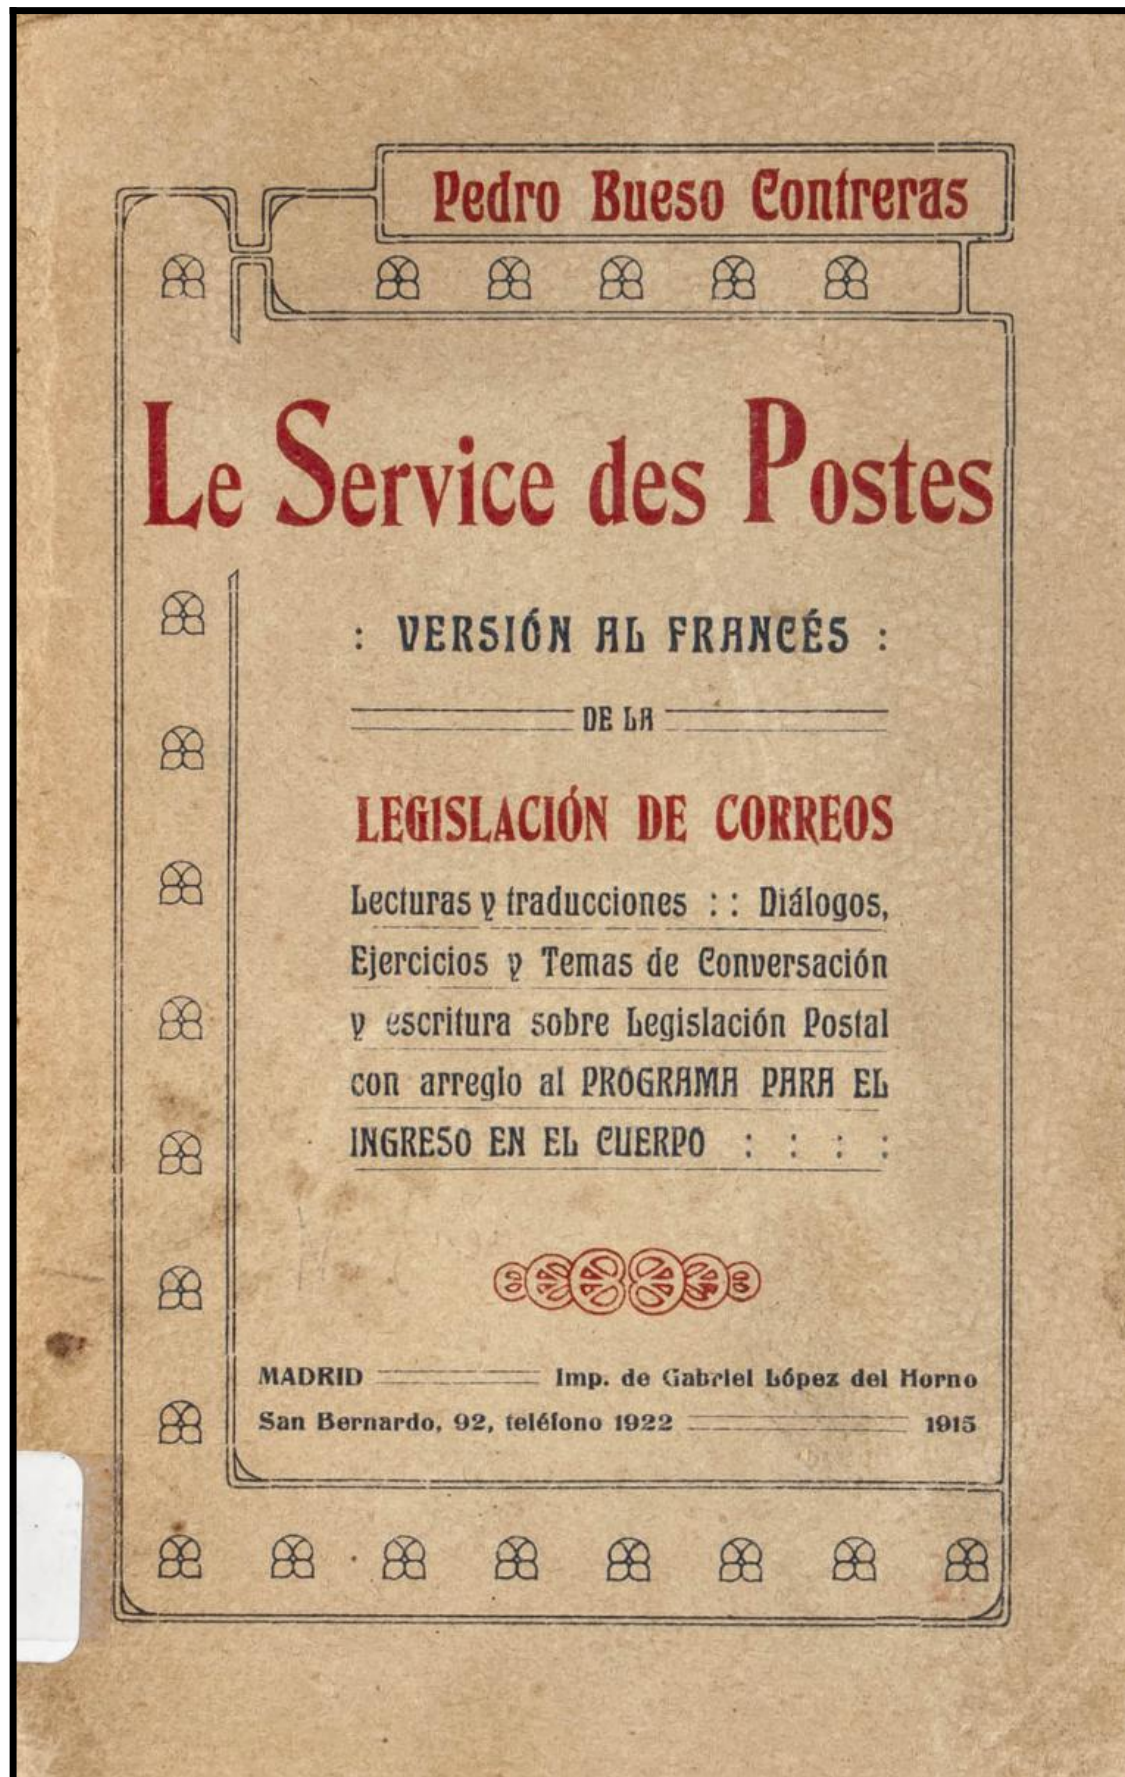 Pedro Bueso Contreras
Le Service des Postes
: VERSIÓN AL FRANCÉS :
DE LA
LEGISLACIÓN DE CORREOS
Lecturas y traducciones : : Diálogos,
Ejercicios y Temas de Conversación
y escritura sobre Legislación Postal
con arreglo al PROGRAMA PARA EL
INGRESO EN EL CUERPO : : : :
MADRID Imp. de Gabriel López del Horno
San Bernardo, 92, teléfono 1922 1915